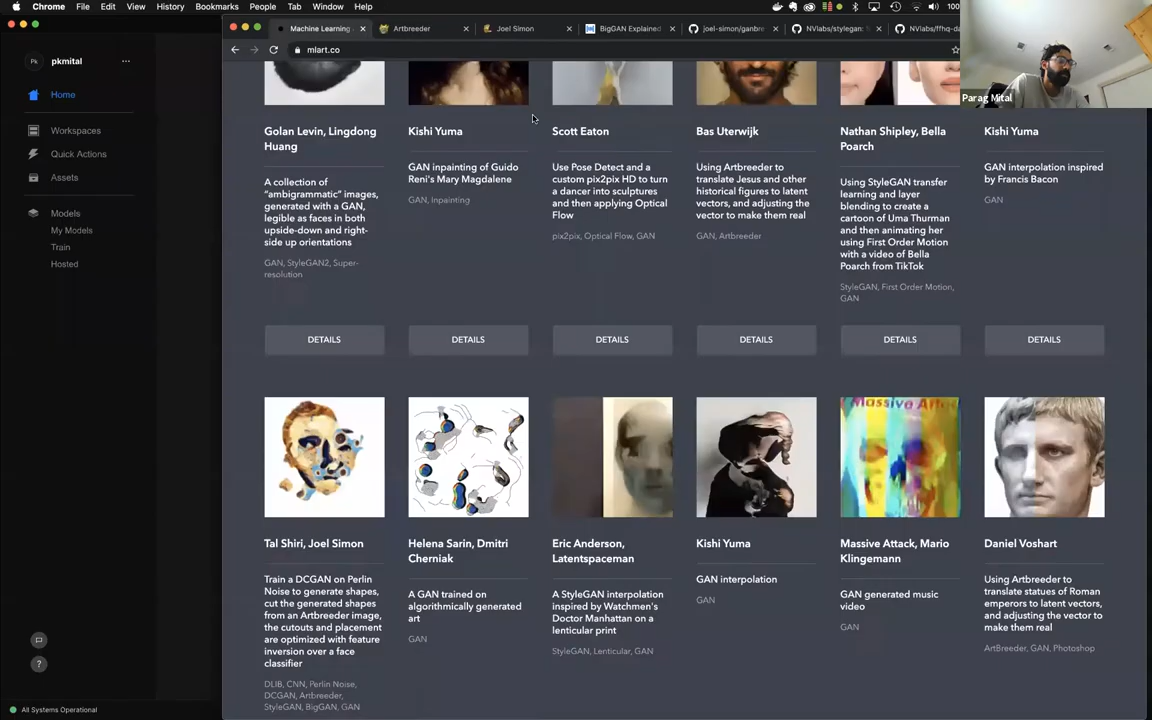 Chrome File Edit View History Bookmarks People Tab Window Help
100
Pk pkmital
Home
Workspaces
Quick Actions
Assets
Models
My Models
Train
Hosted
All Systems Operational
Machine Learning
Artbreeder
Joel Simon
BigGAN Explained
joel-simon/ganbre
NVlabs/stylegan:
NVlabs/ffhq-da
mlart.co
Parag Mital
Golan Levin, Lingdong
Huang
A collection of
"ambigrammatic" images,
generated with a GAN,
legible as faces in both
upside-down and right-
side up orientations
GAN, StyleGAN2, Super-
resolution
DETAILS
Kishi Yuma
GAN inpainting of Guido
Reni's Mary Magdalene
GAN, Inpainting
DETAILS
Scott Eaton
Use Pose Detect and a
custom pix2pix HD to turn
a dancer into sculptures
and then applying Optical
Flow
pix2pix, Optical Flow, GAN
DETAILS
Bas Uterwijk
Using Artbreeder to
translate Jesus and other
historical figures to latent
vectors, and adjusting the
vector to make them real
GAN, Artbreeder
DETAILS
Nathan Shipley, Bella
Poarch
Using StyleGAN transfer
learning and layer
blending to create a
cartoon of Uma Thurman
and then animating her
using First Order Motion
with a video of Bella
Poarch from TikTok
StyleGAN, First Order Motion,
GAN
DETAILS
Kishi Yuma
GAN interpolation inspired
by Francis Bacon
GAN
DETAILS
Tal Shiri, Joel Simon
Train a DCGAN on Perlin
Noise to generate shapes,
cut the generated shapes
from an Artbreeder image,
the cutouts and placement
are optimized with feature
inversion over a face
classifier
DLIB, CNN, Perlin Noise,
DCGAN, Artbreeder,
StyleGAN, BigGAN, GAN
Helena Sarin, Dmitri
Cherniak
A GAN trained on
algorithmically generated
art
GAN
Eric Anderson,
Latentspaceman
A StyleGAN interpolation
inspired by Watchmen's
Doctor Manhattan on a
lenticular print
StyleGAN, Lenticular, GAN
Kishi Yuma
GAN interpolation
GAN
Massive Attack
Massive Attack, Mario
Klingemann
GAN generated music
video
GAN
Daniel Voshart
Using Artbreeder to
translate statues of Roman
emperors to latent vectors,
and adjusting the vector to
make them real
ArtBreeder, GAN, Photoshop
?